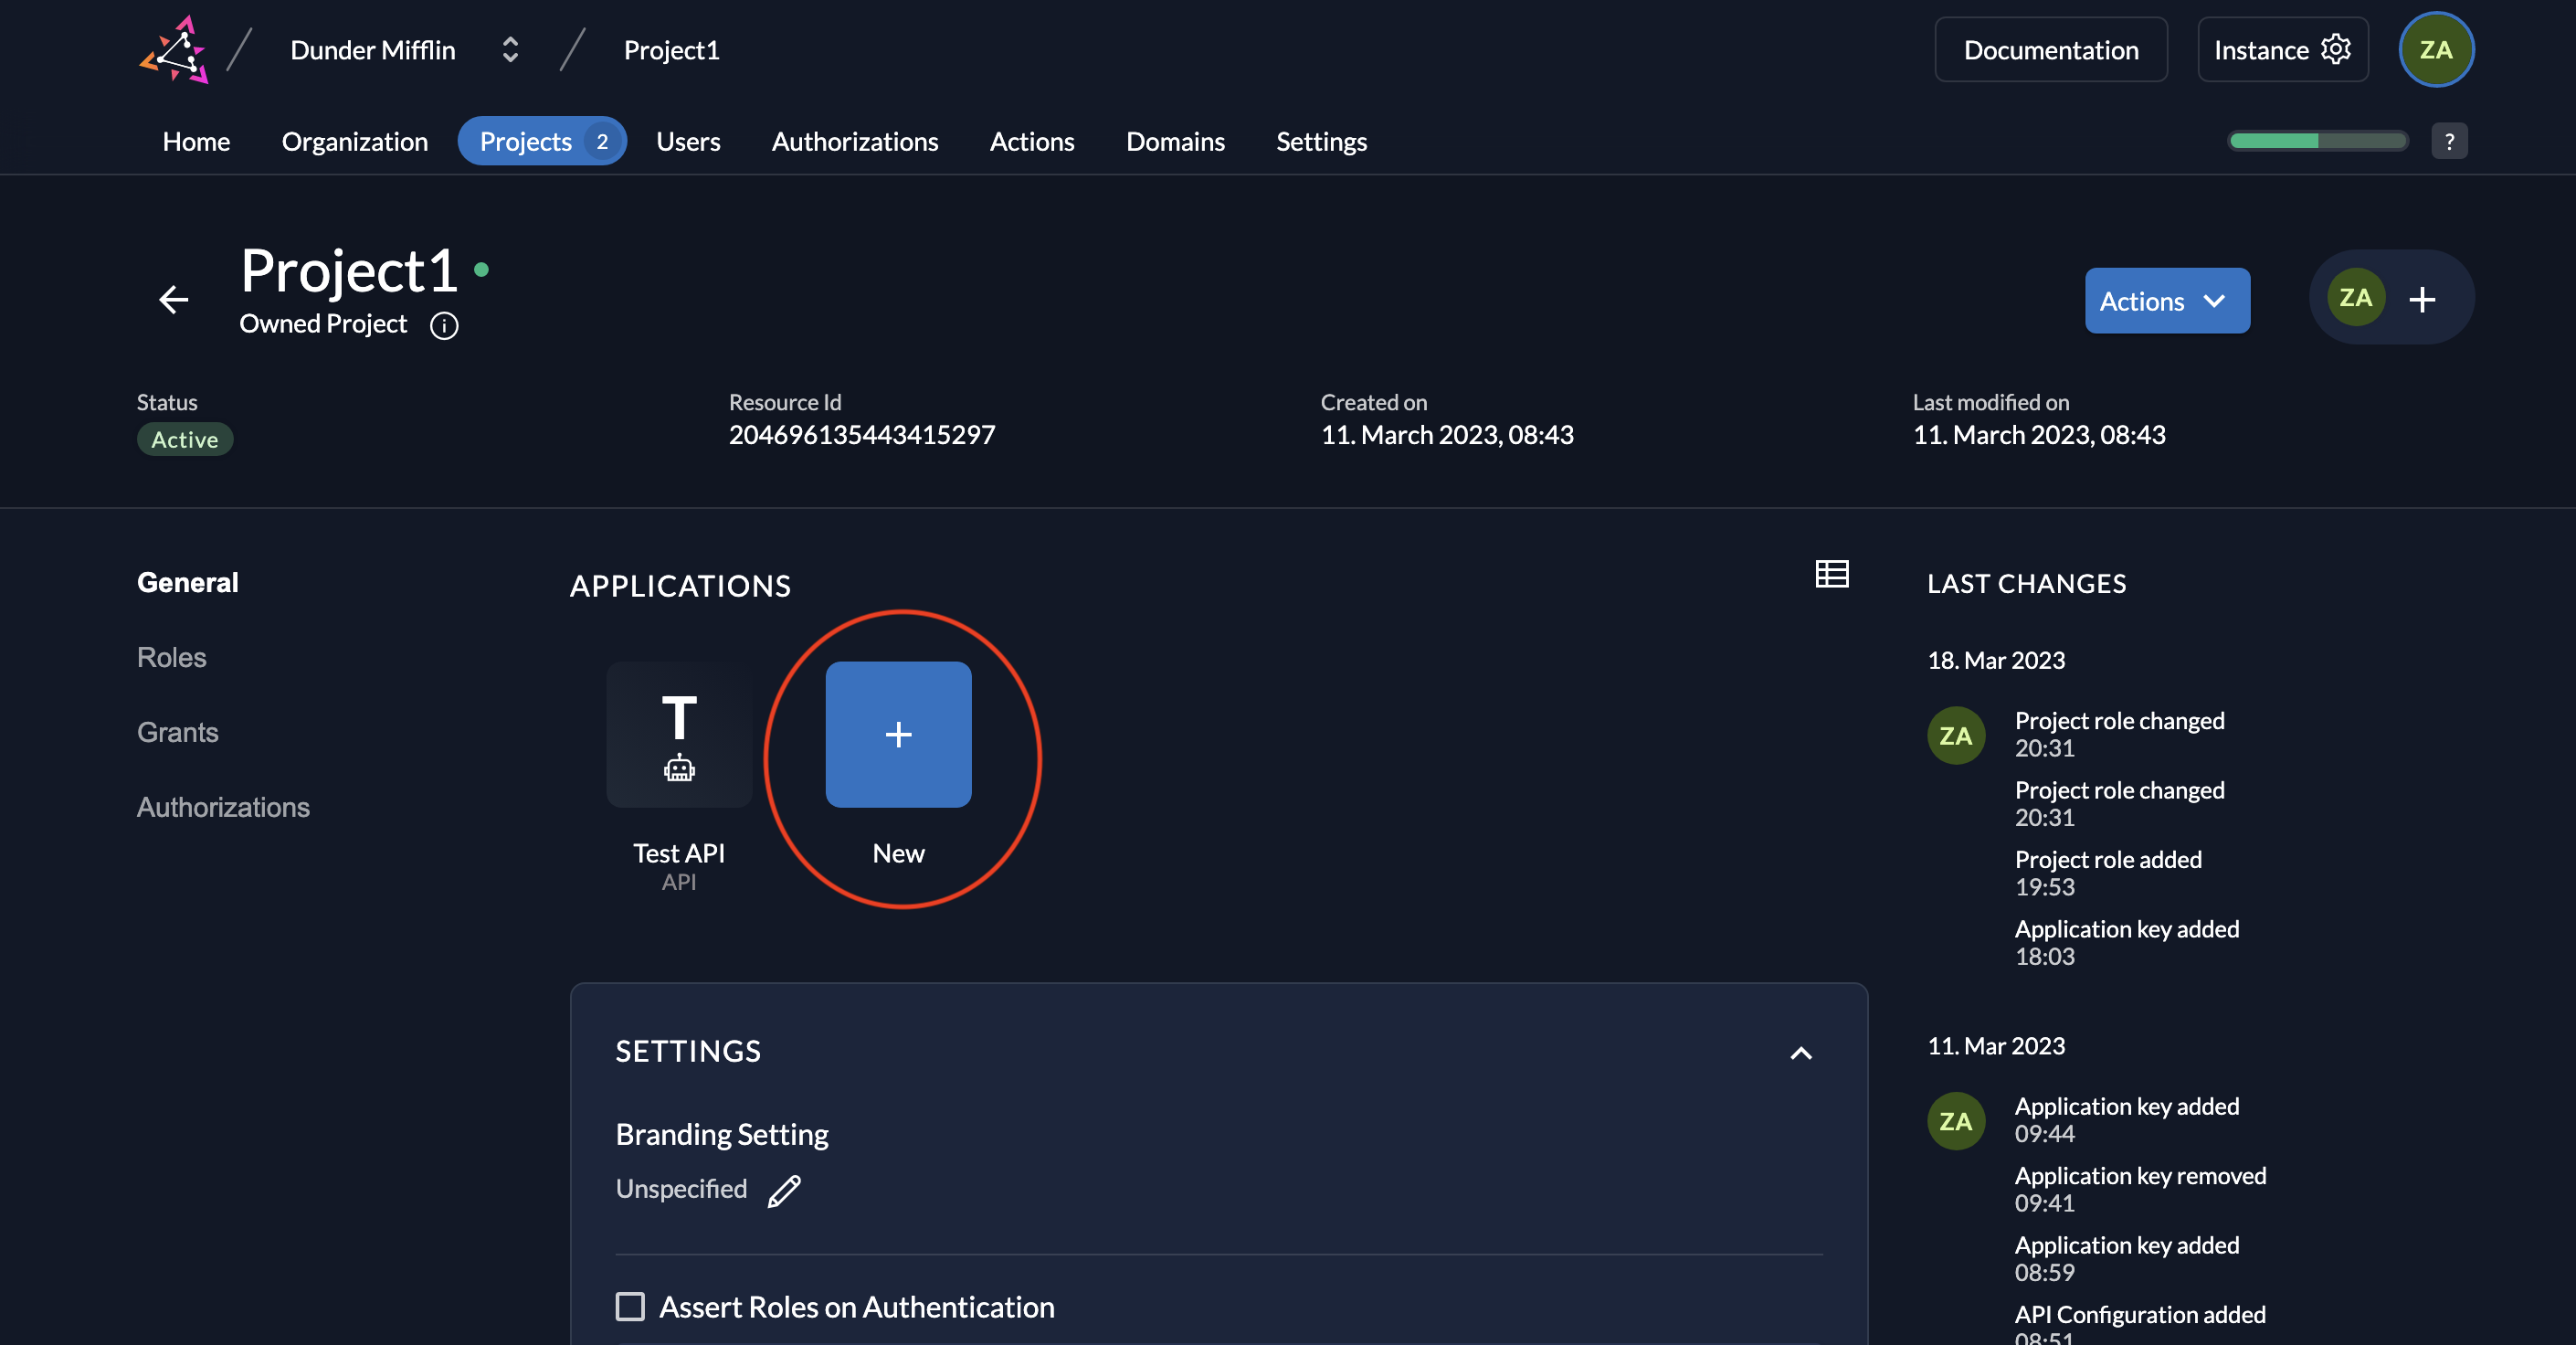 Dunder Mifflin
Project1
Documentation
Instance
ZA
Home
Organization
Projects 2
Users
Authorizations
Actions
Domains
Settings
?
Project1
Owned Project
Actions
ZA
Status
Active
Resource Id
204696135443415297
Created on
11. March 2023, 08:43
Last modified on
11. March 2023, 08:43
General
Roles
Grants
Authorizations
APPLICATIONS
T
Test API
API
+
New
SETTINGS
Branding Setting
Unspecified
Assert Roles on Authentication
LAST CHANGES
18. Mar 2023
ZA
Project role changed
20:31
Project role changed
20:31
Project role added
19:53
Application key added
18:03
11. Mar 2023
ZA
Application key added
09:44
Application key removed
09:41
Application key added
08:59
API Configuration added
08:51